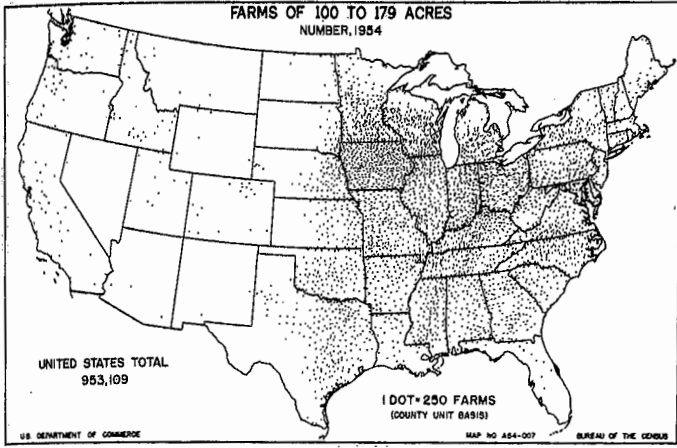 FARMS OF 100 TO 179 ACRES
NUMBER, 1954
UNITED STATES TOTAL
953,109
1 DOT=250 FARMS
(COUNTY UNIT BASIS)
U.S. DEPARTMENT OF COMMERCE
MAP NO A54-007
BUREAU OF THE CENSUS